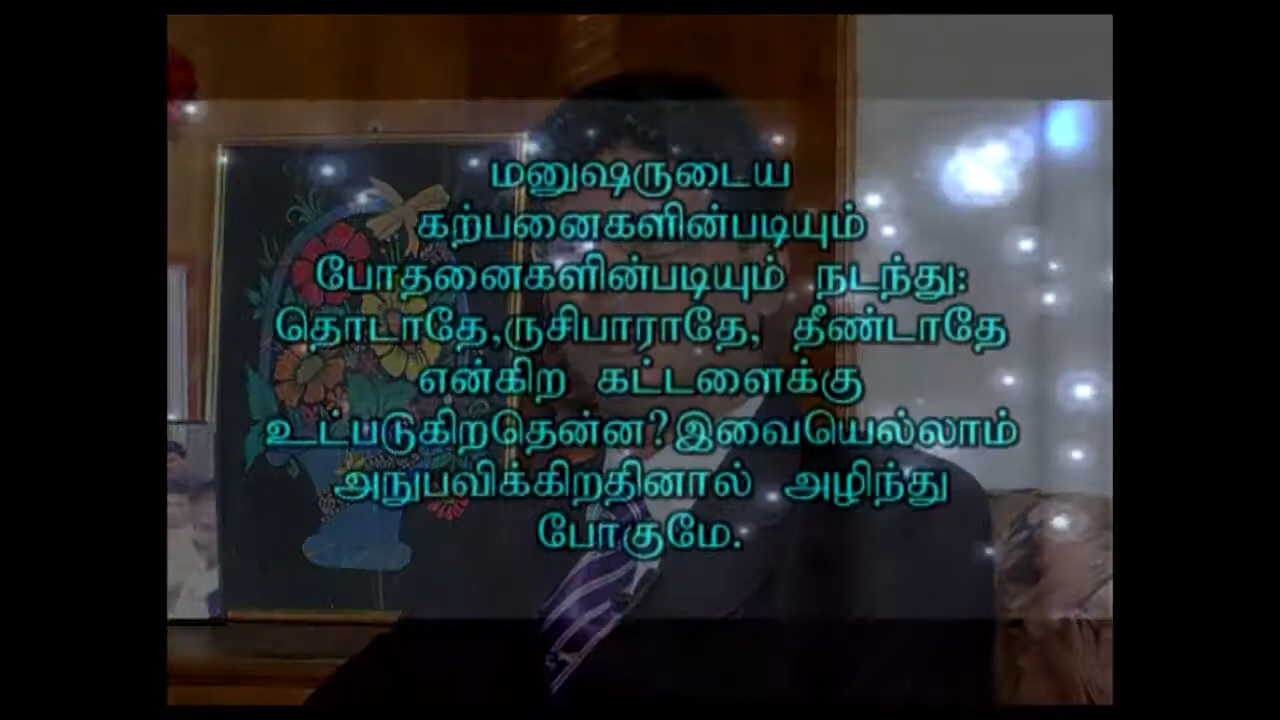 மனுஷருடைய
கற்பனைகளின்படியும்
போதனைகளின்படியும் நடந்து:
தொடாதே,ருசிபாராதே, தீண்டாதே
என்கிற கட்டளைக்கு
உட்படுகிறதென்ன?இவையெல்லாம்
அநுபவிக்கிறதினால் அழிந்து
போகுமே.